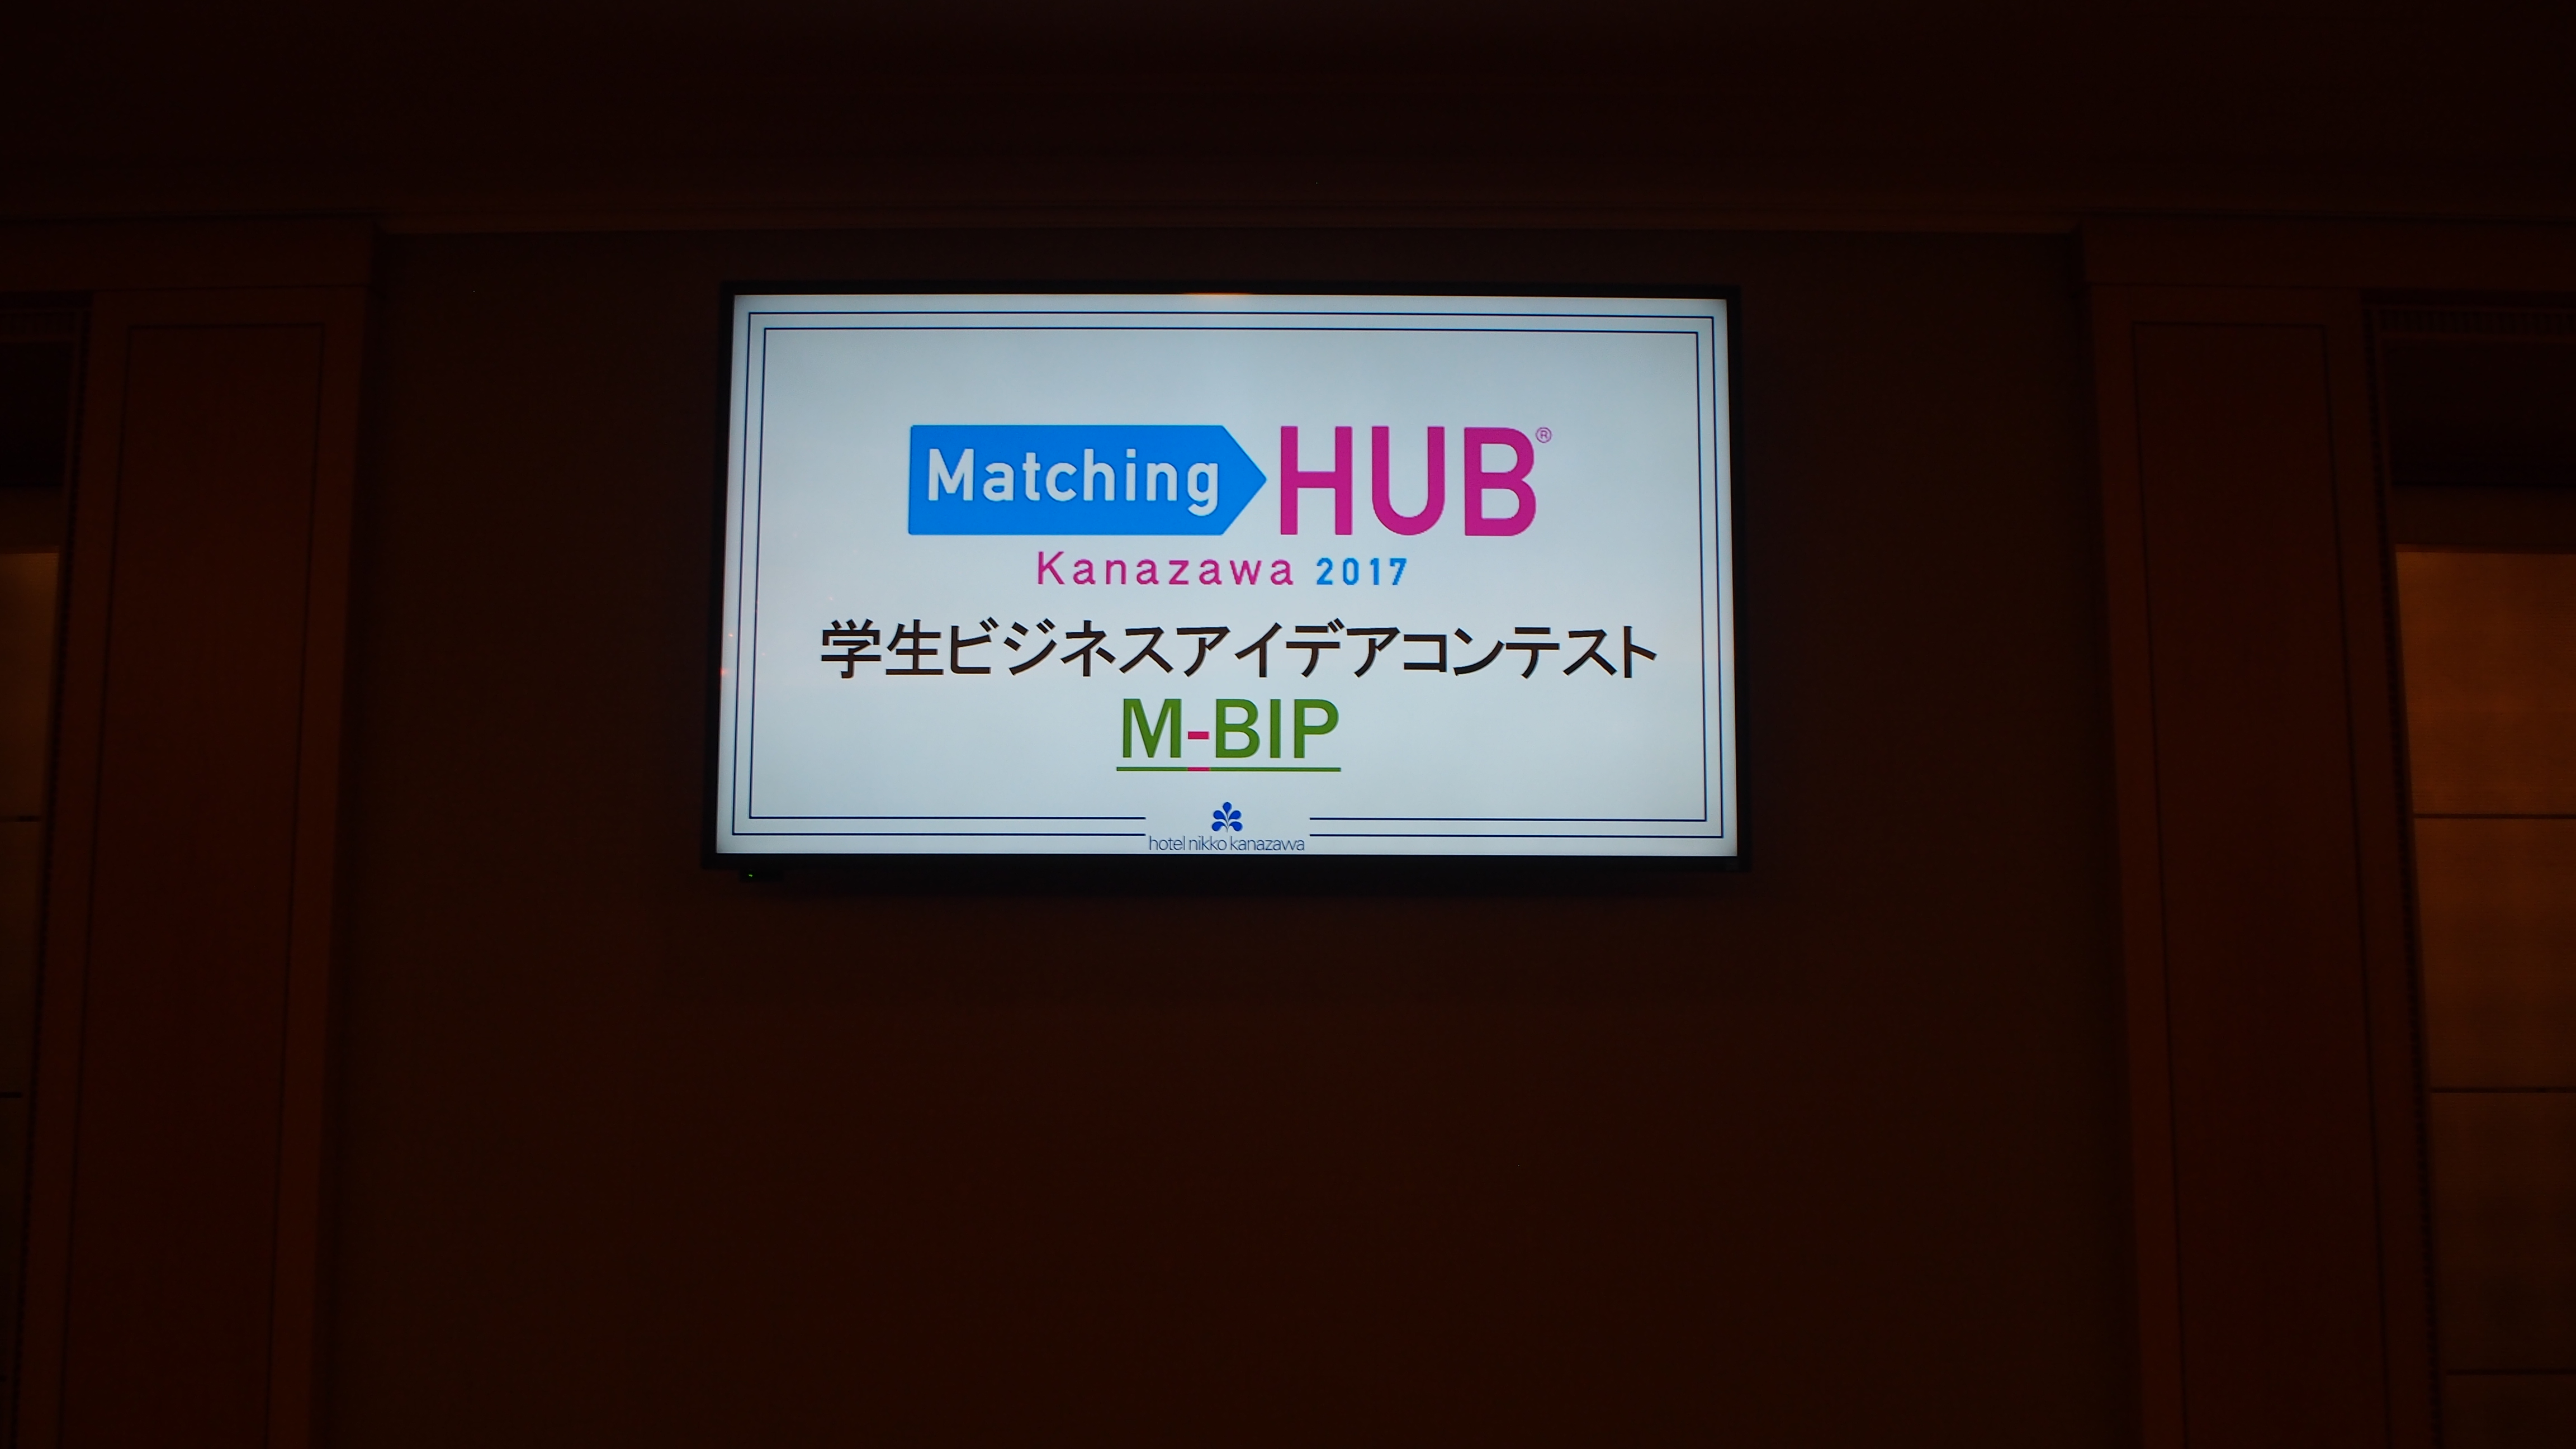 Matching HUB®
Kanazawa 2017
学生ビジネスアイデアコンテスト
M-BIP
hotel nikko kanazawa